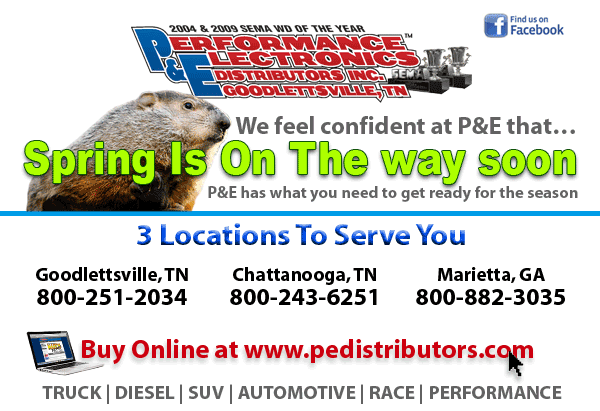 2004 & 2009 SEMA WD OF THE YEAR
PERFORMANCE
P&E ELECTRONICS
DISTRIBUTORS INC.
GOODLETTSVILLE, TN
TM
SEMA
Find us on
Facebook
We feel confident at P&E that…
Spring Is On The way soon
P&E has what you need to get ready for the season
3 Locations To Serve You
Goodlettsville, TN
800-251-2034
Chattanooga, TN
800-243-6251
Marietta, GA
800-882-3035
Buy Online at www.pedistributors.com
TRUCK | DIESEL | SUV | AUTOMOTIVE | RACE | PERFORMANCE